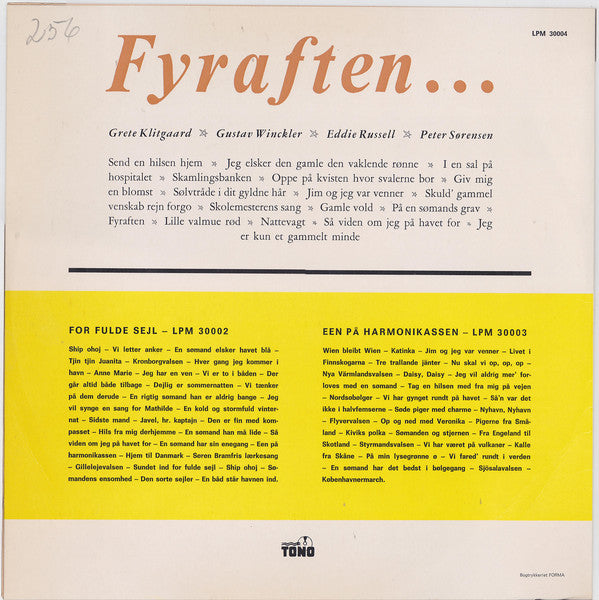 256
LPM 30004
Fyraften...
Grete Klitgaard ☆ Gustav Winckler ☆ Eddie Russell ☆ Peter Sørensen
Send en hilsen hjem » Jeg elsker den gamle den vaklende rønne » I en sal på
hospitalet » Skamlingsbanken » Oppe på kvisten hvor svalerne bor » Giv mig
en blomst » Sølvtråde i dit gyldne hår » Jim og jeg var venner » Skuld' gammel
venskab rejn forgo » Skolemesterens sang » Gamle vold » På en sømands grav »
Fyraften » Lille valmue rød » Nattevagt » Så viden om jeg på havet for » Jeg
er kun et gammelt minde
FOR FULDE SEJL – LPM 30002
Ship ohoj – Vi letter anker – En sømand elsker havet blå –
Tjin tjin Juanita – Kronborgvalsen – Hver gang jeg kommer i
havn – Anne Marie – Jeg har en ven – Vi er to i båden – Der
går altid både tilbage – Dejlig er sommernatten – Vi tænker
på dem derude – En rigtig sømand han er aldrig bange – Jeg
vil synge en sang for Mathilde – En kold og stormfuld vinter-
nat – Sidste mand – Javel, hr. kaptajn – Den er fin med kom-
passet – Hils fra mig derhjemme – En sømand han må lide – Så
viden om jeg på havet for – En sømand har sin enegang – Een på
harmonikassen – Hjem til Danmark – Søren Bramfris lærkesang
– Gillelejevalsen – Sundet ind for fulde sejl – Ship ohoj – Sø-
mandens ensomhed – Den sorte sejler – En båd står havnen ind.
EEN PÅ HARMONIKASSEN – LPM 30003
Wien bleibt Wien – Katinka – Jim og jeg var venner – Livet i
Finnskogarna – Tre trallande jänter – Nu skal vi op, op, op –
Nya Värmlandsvalsen – Daisy, Daisy – Jeg vil aldrig mer' for-
loves med en sømand – Tag en hilsen med fra mig på vejen
– Nordsøbølger – Vi har gynget rundt på havet – Så'n var det
ikke i halvfemserne – Søde piger med charme – Nyhavn, Nyhavn
– Flyvervalsen – Op og ned med Veronika – Pigerne fra Små-
land – Kiviks polka – Sømanden og stjernen – Fra Engeland til
Skotland – Styrmandsvalsen – Vi har været på vulkaner – Kalle
fra Skåne – På min lysegrønne ø – Vi fared' rundt i verden
– En sømand har det bedst i bølgegang – Sjösalavalsen –
Københavnermarch.
TONO
Bogtrykkeriet FORMA